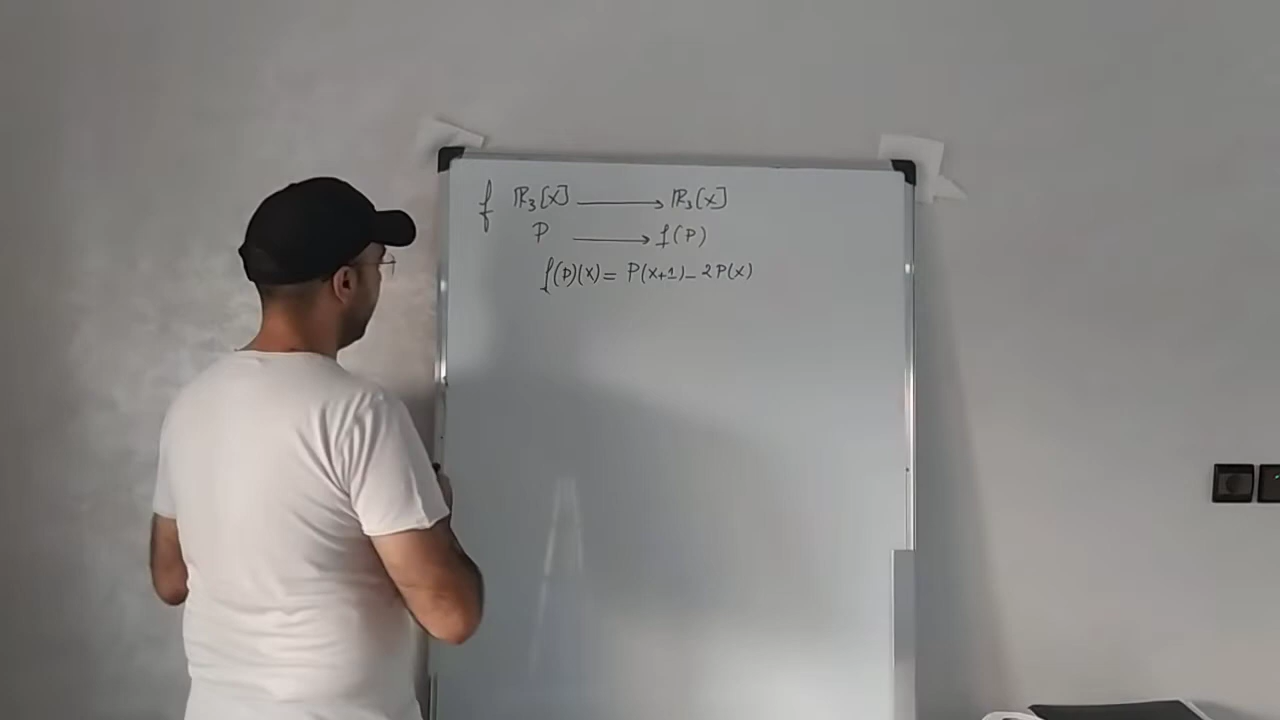 f ℝ₃[X] ⟶ ℝ₃[X]
P ⟶ f(P)
f(P)(X) = P(X+1) - 2P(X)